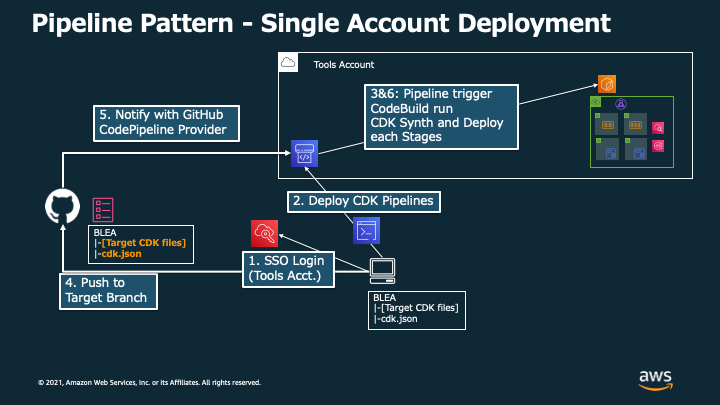 Pipeline Pattern - Single Account Deployment
Tools Account
3&6: Pipeline trigger
CodeBuild run
CDK Synth and Deploy
each Stages
5. Notify with GitHub
CodePipeline Provider
2. Deploy CDK Pipelines
BLEA
|-[Target CDK files]
|-cdk.json
1. SSO Login
(Tools Acct.)
4. Push to
Target Branch
BLEA
|-[Target CDK files]
|-cdk.json
© 2021, Amazon Web Services, Inc. or its Affiliates. All rights reserved.
aws